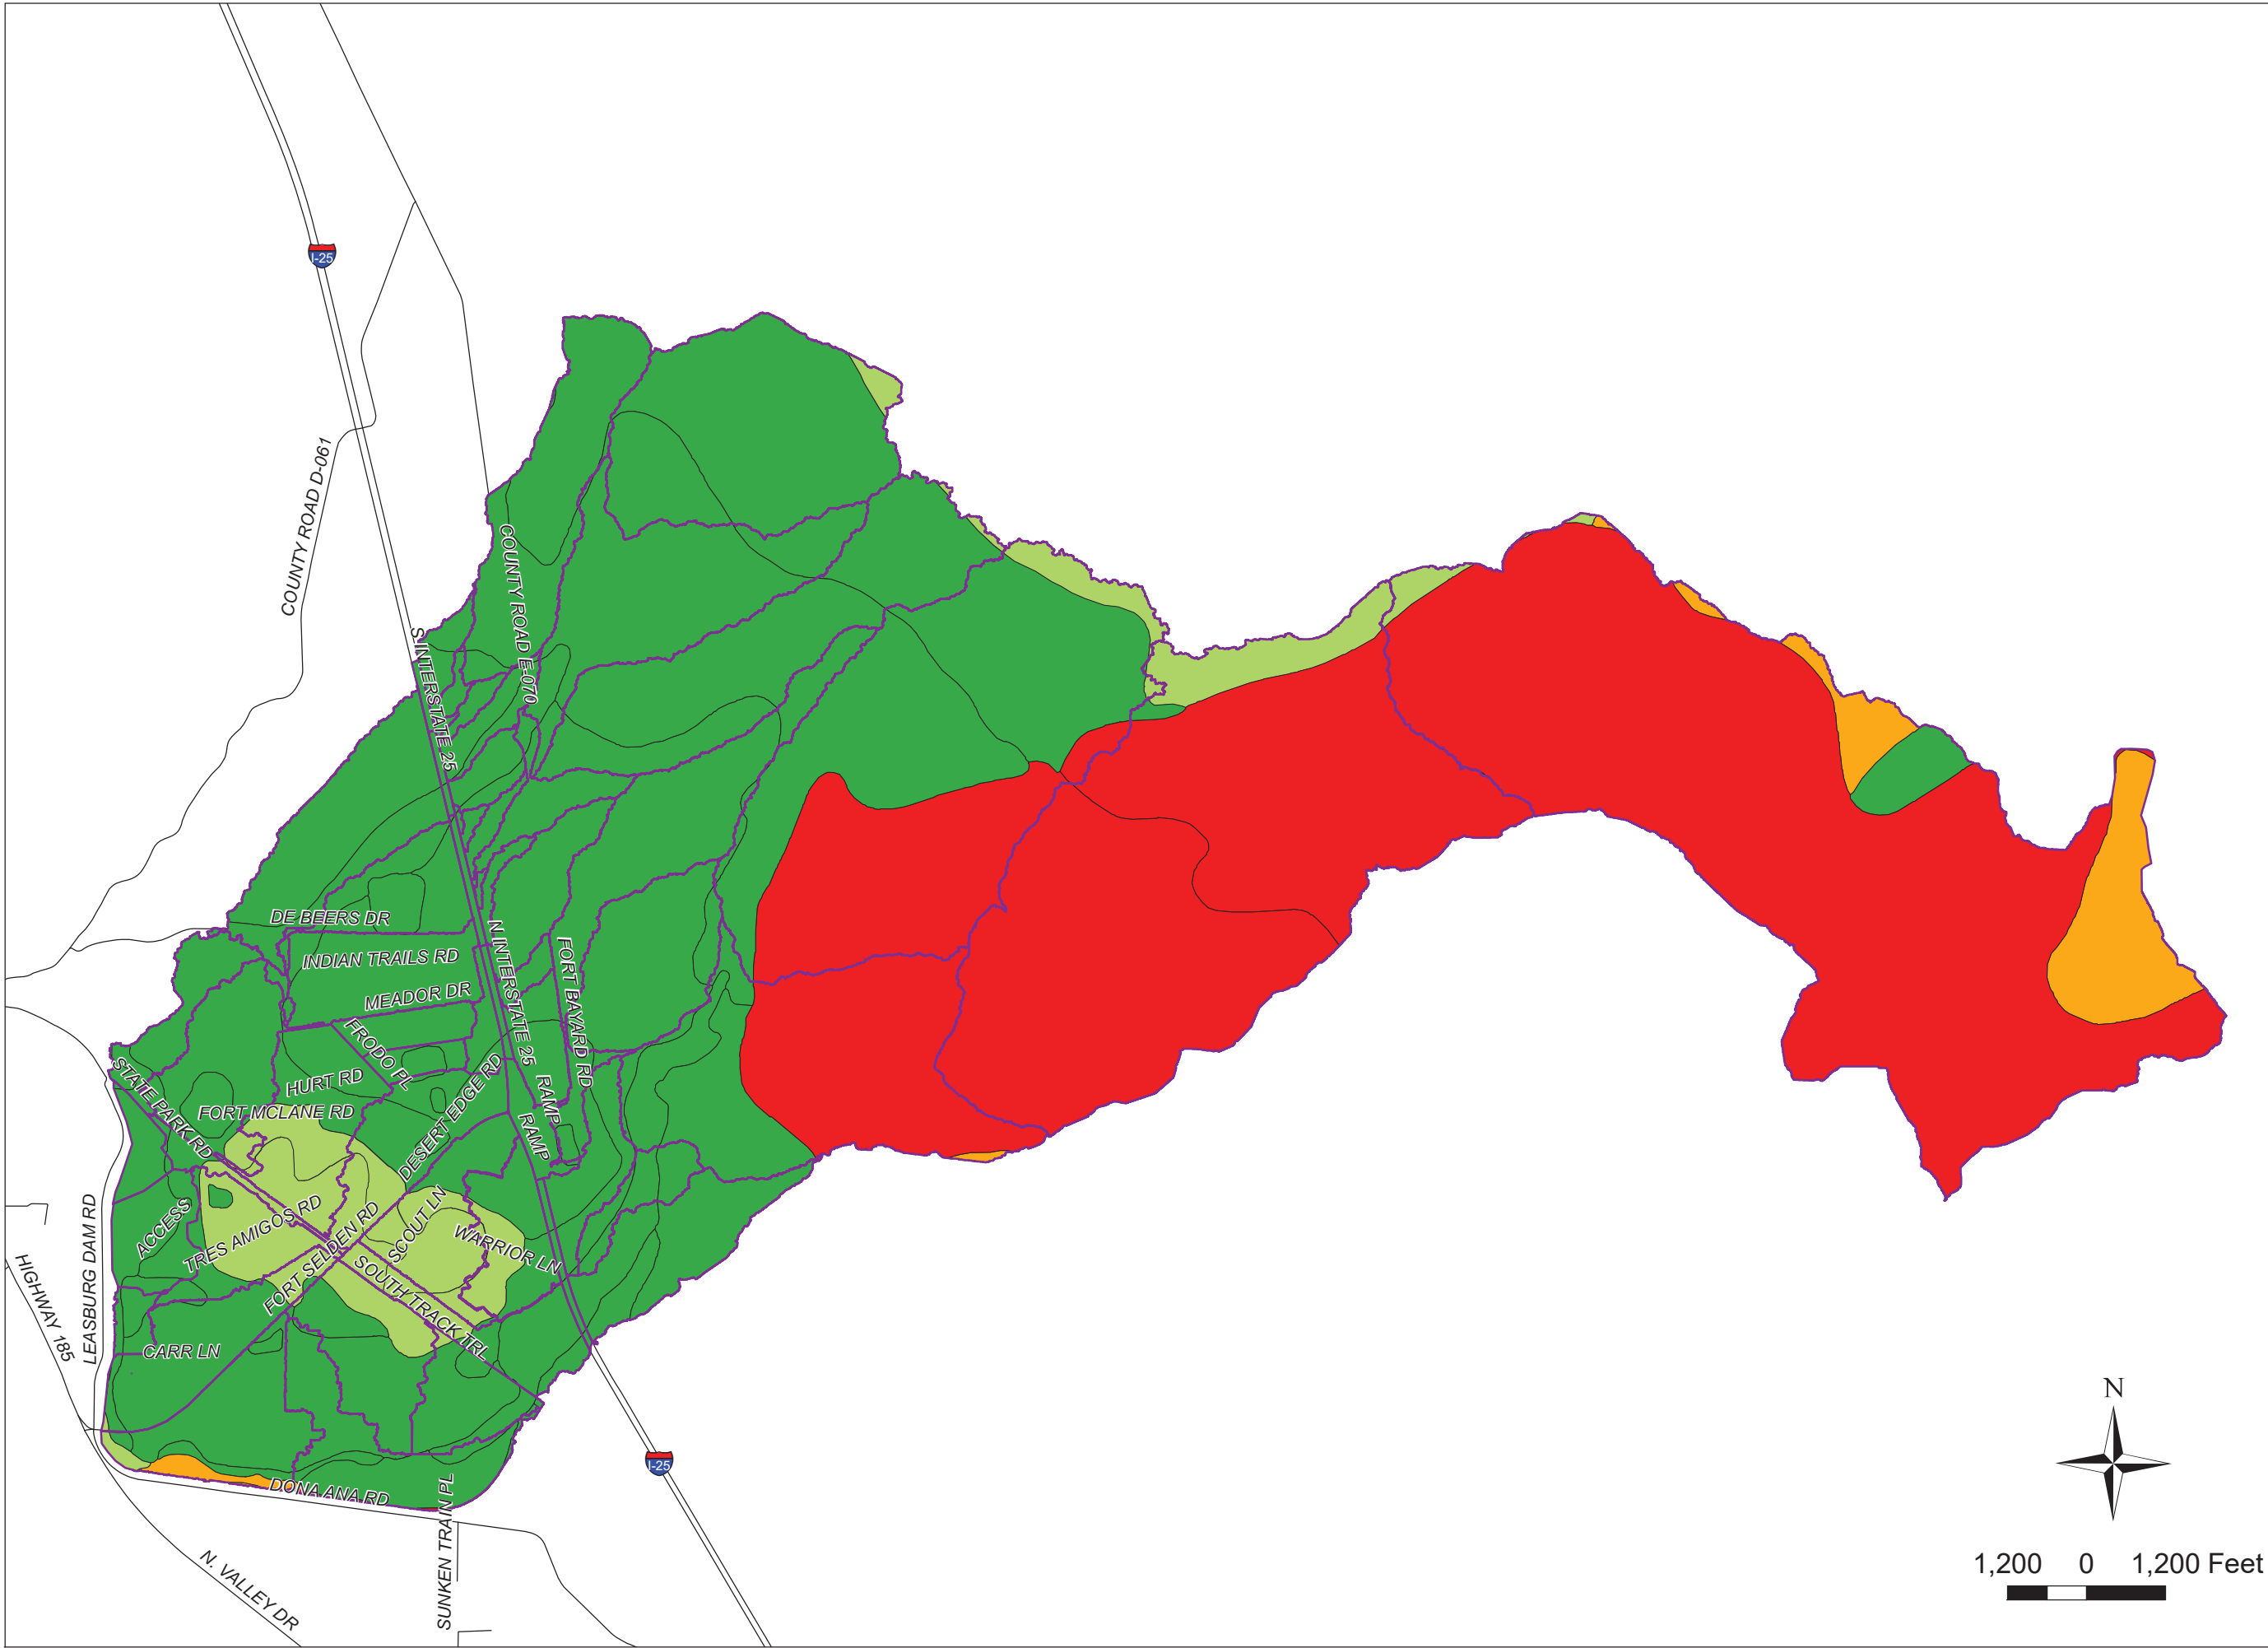 I-25
COUNTY ROAD D-061
COUNTY ROAD E-070
S INTERSTATE 25
DE BEERS DR
INDIAN TRAILS RD
MEADOR DR
N INTERSTATE 25
FORT BAYARD RD
FRODO PL
HURT RD
DESERT EDGE RD
RAMP
RAMP
STATE PARK RD
FORT MCLANE RD
ACCESS
TRES AMIGOS RD
FORT SELDEN RD
SCOUT LN
WARRIOR LN
SOUTH TRACK TRL
LEASBURG DAM RD
HIGHWAY 185
CARR LN
DONA ANA RD
SUNKEN TRAIN PL
N. VALLEY DR
I-25
N
1,200 0 1,200 Feet